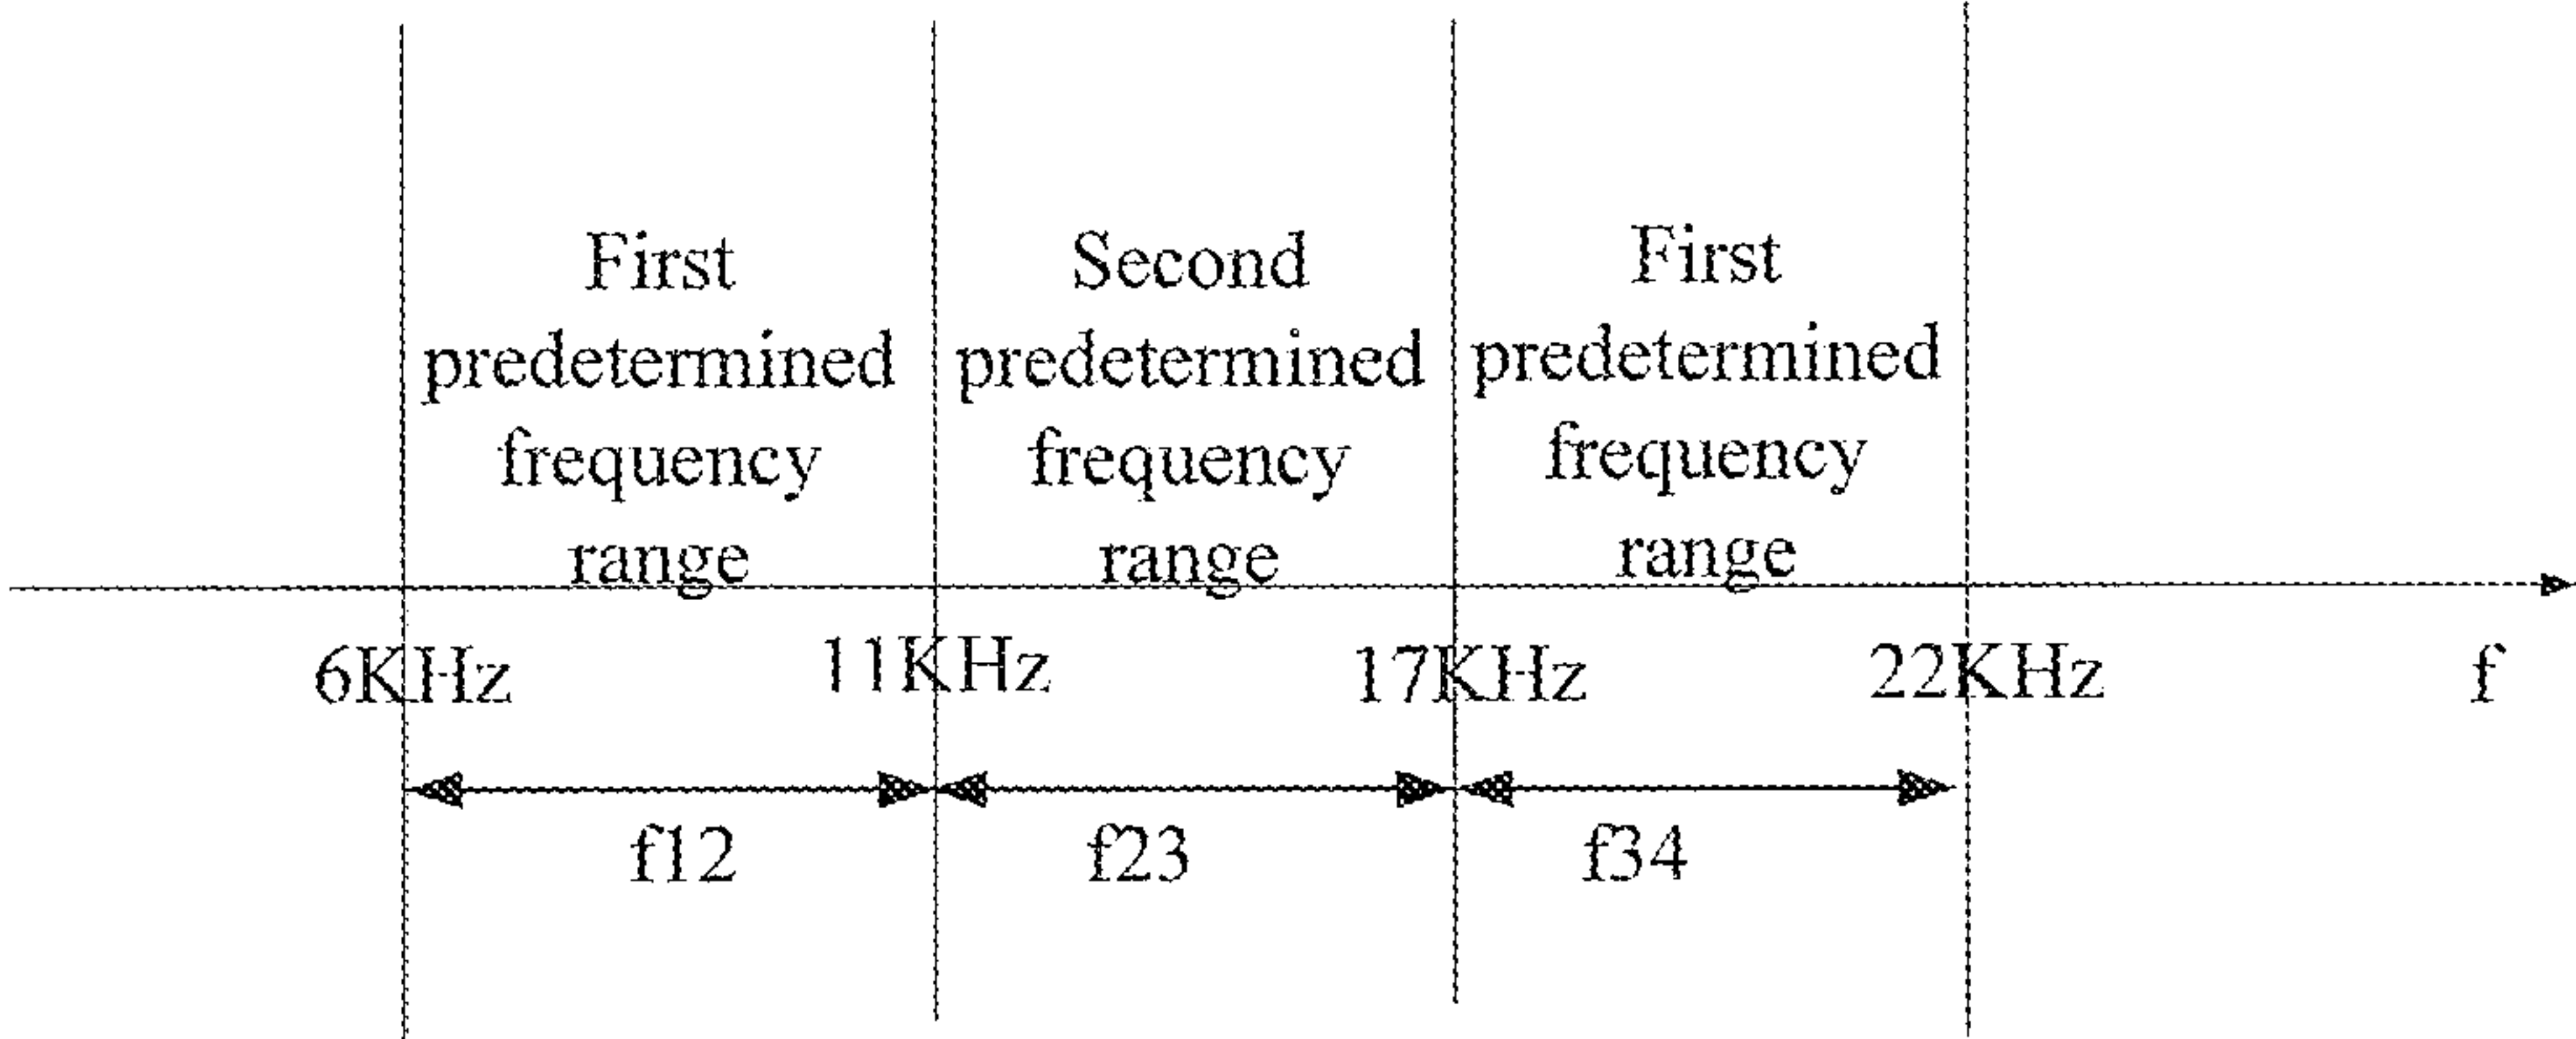 First
predetermined
frequency
range
Second
predetermined
frequency
range
First
predetermined
frequency
range
6KHz
11KHz
17KHz
22KHz
f
f12
f23
f34